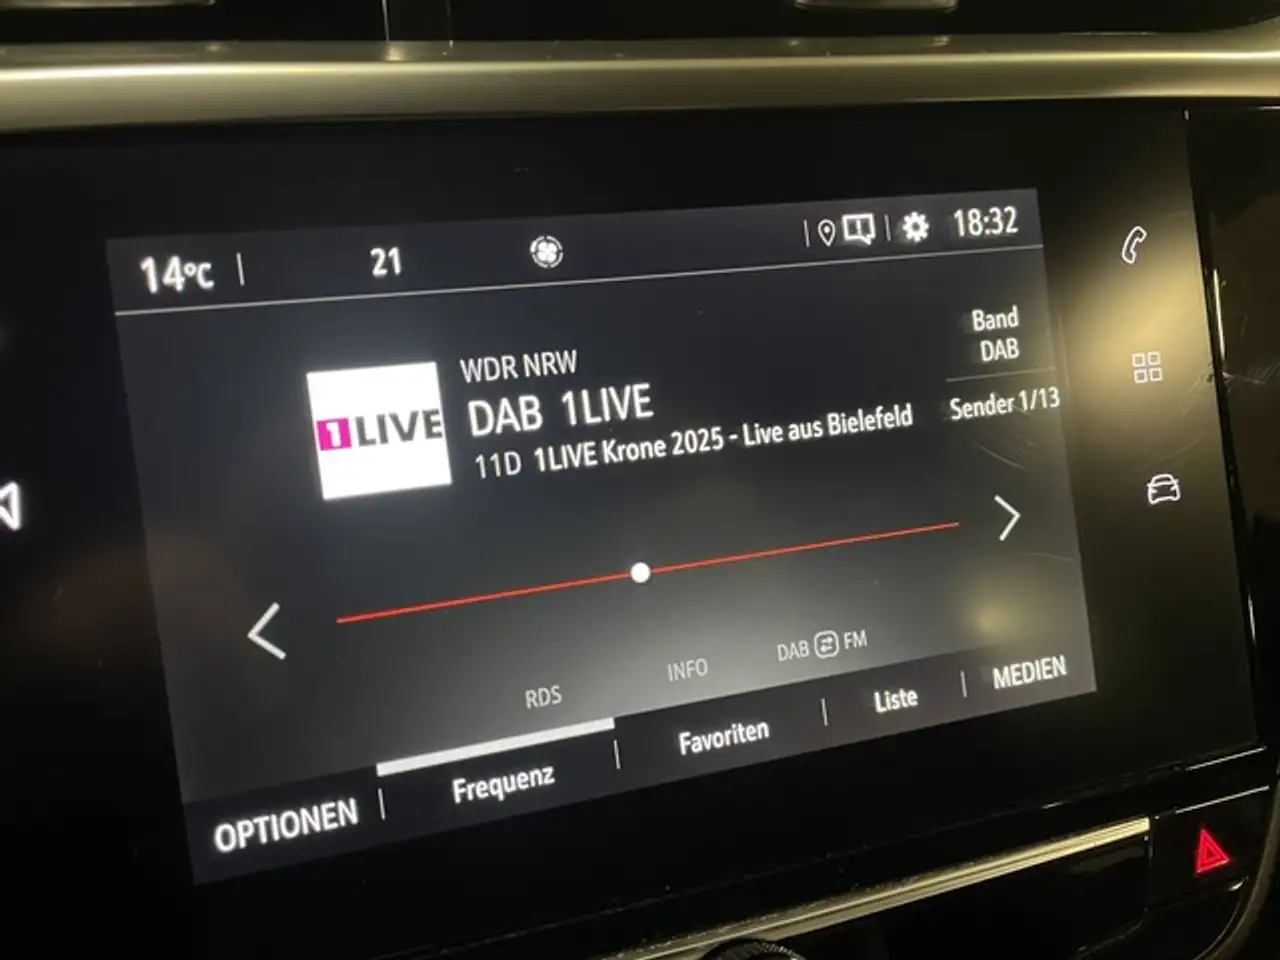 14°C 21 18:32
WDR NRW
DAB 1LIVE
11D 1LIVE Krone 2025 - Live aus Bielefeld
1LIVE
Band
DAB
Sender 1/13
RDS INFO DAB FM
OPTIONEN Frequenz Favoriten Liste MEDIEN